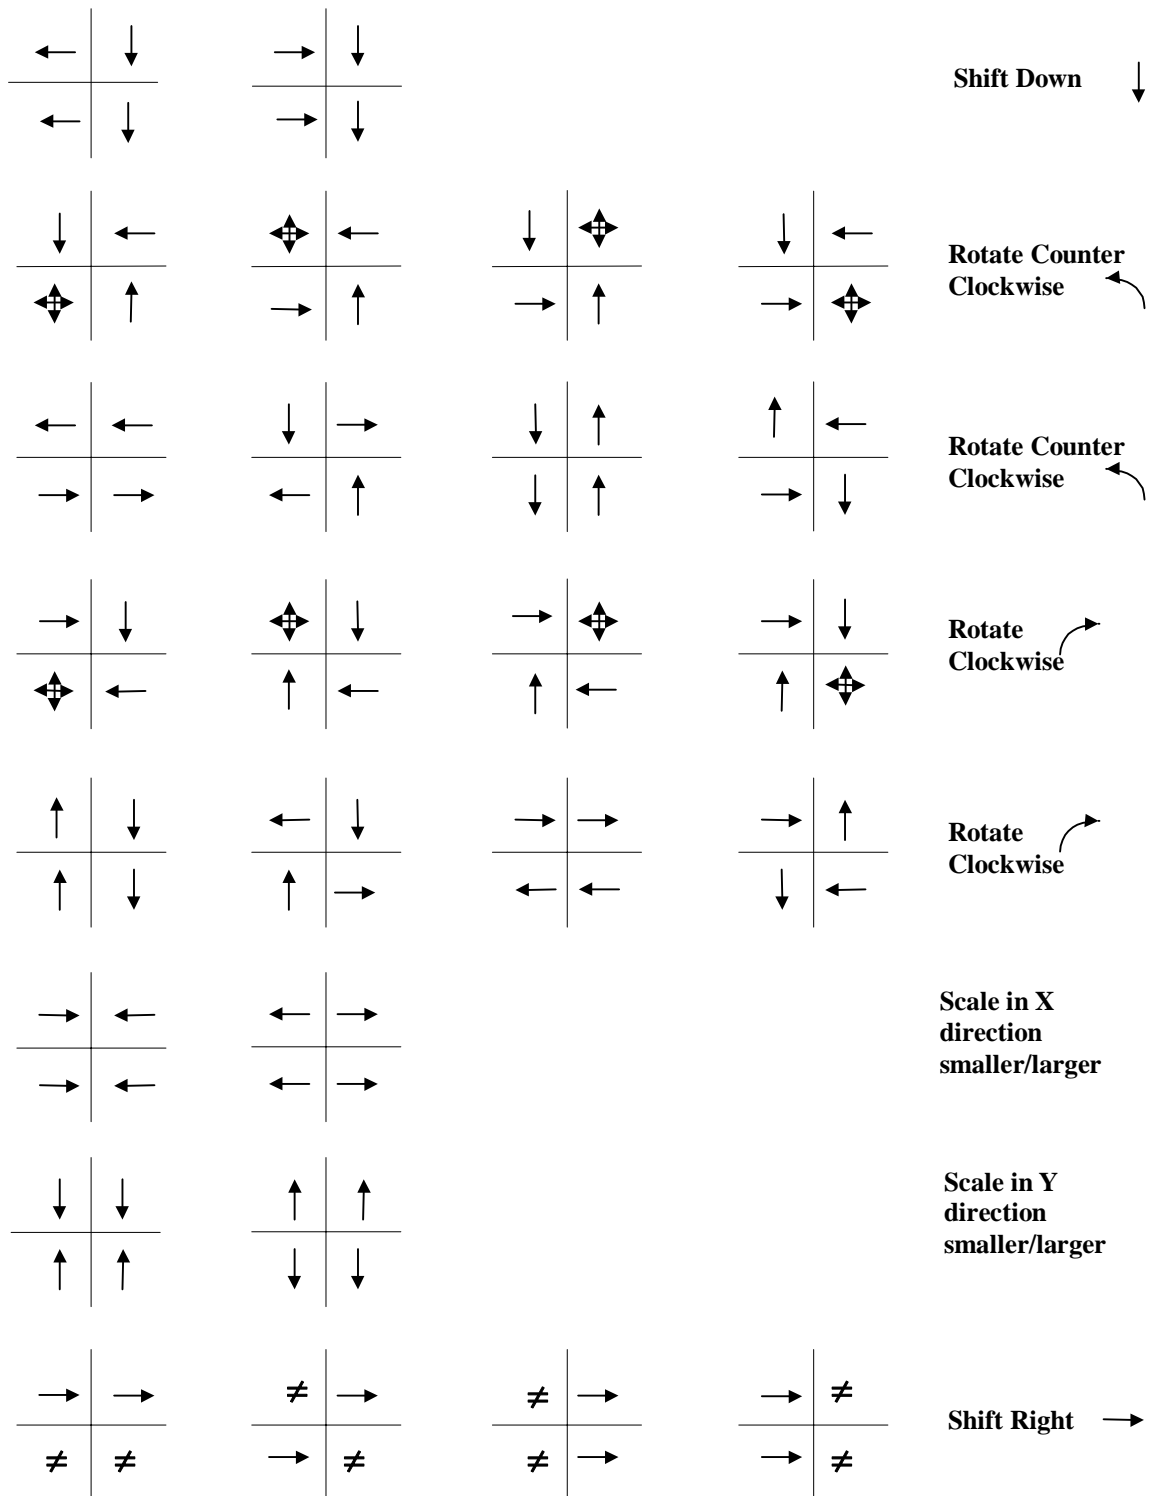 Shift Down
Rotate Counter
Clockwise
Rotate Counter
Clockwise
Rotate
Clockwise
Rotate
Clockwise
Scale in X
direction
smaller/larger
Scale in Y
direction
smaller/larger
≠
≠
≠
≠ ≠ ≠ ≠ ≠
Shift Right